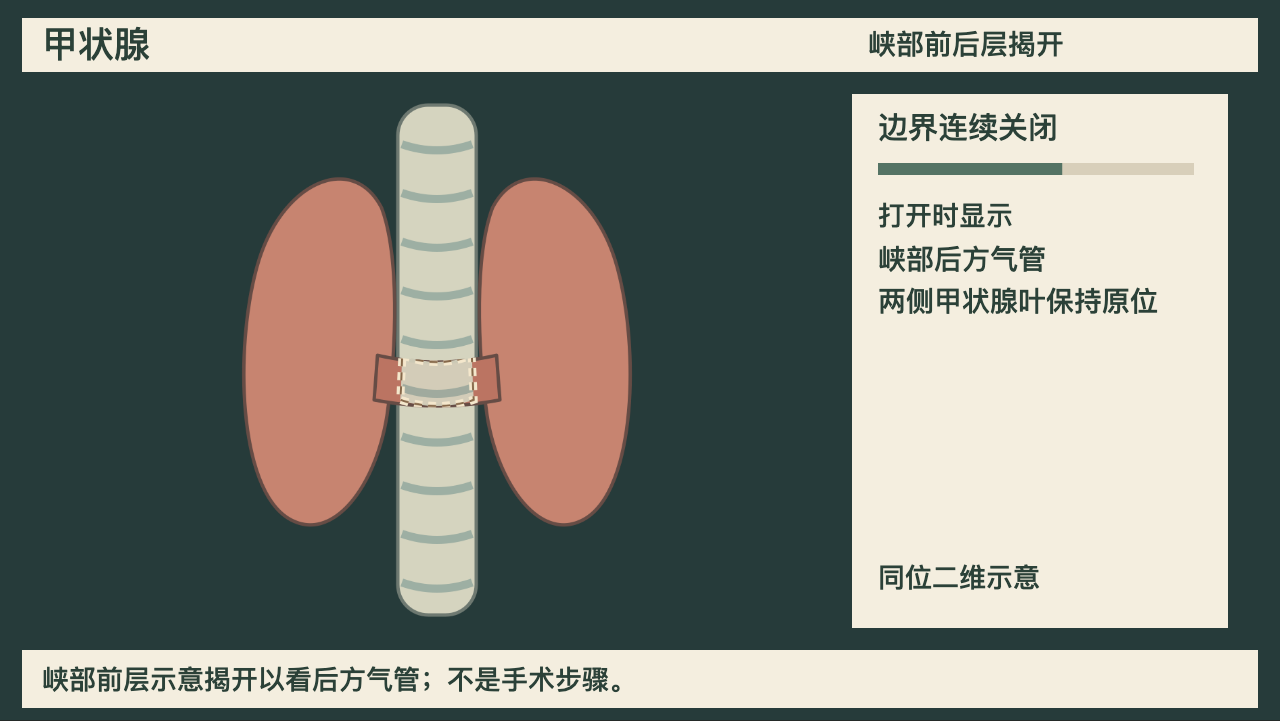 甲状腺
峡部前后层揭开
边界连续关闭
打开时显示
峡部后方气管
两侧甲状腺叶保持原位
同位二维示意
峡部前层示意揭开以看后方气管；不是手术步骤。